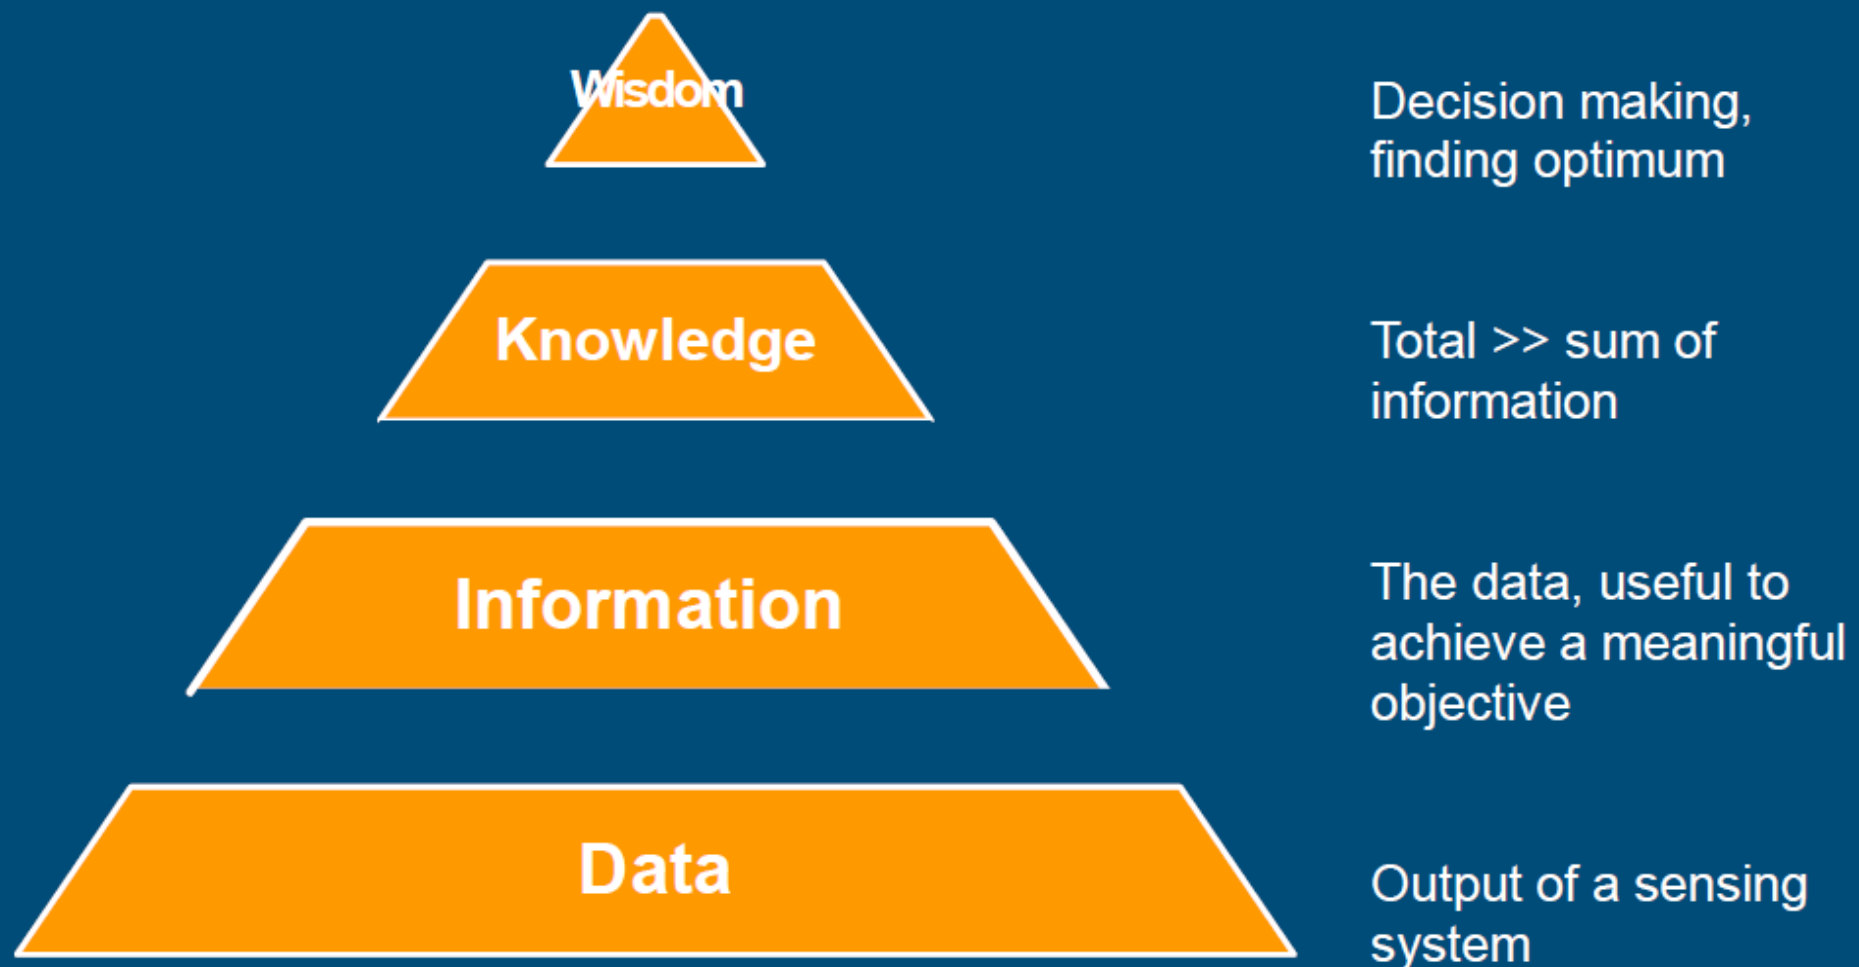 Wisdom
Decision making,
finding optimum
Knowledge
Total >> sum of
information
Information
The data, useful to
achieve a meaningful
objective
Data
Output of a sensing
system